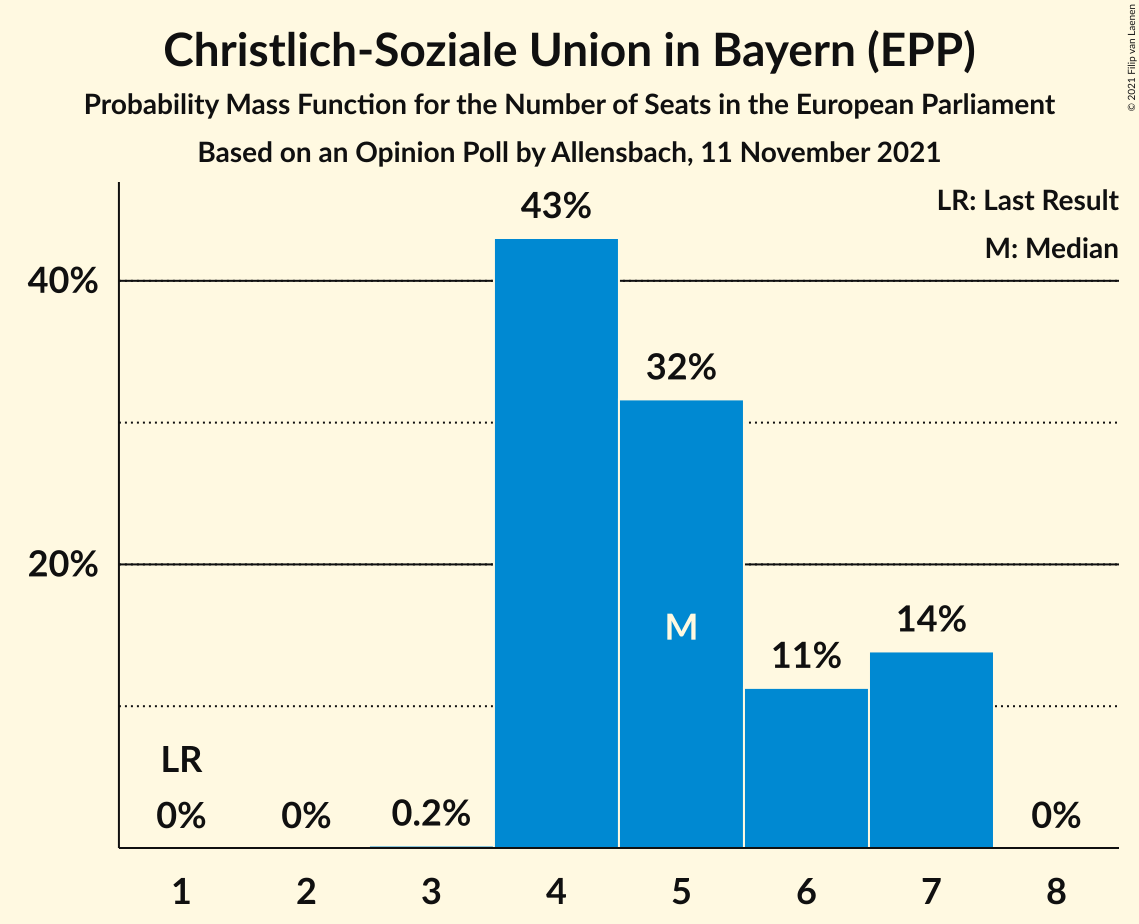 Christlich-Soziale Union in Bayern (EPP)
Probability Mass Function for the Number of Seats in the European Parliament
Based on an Opinion Poll by Allensbach, 11 November 2021
© 2021 Filip van Laenen
LR: Last Result
M: Median
43%
40%
32%
20%
M
14%
11%
LR
0% 0% 0.2% 0%
1 2 3 4 5 6 7 8